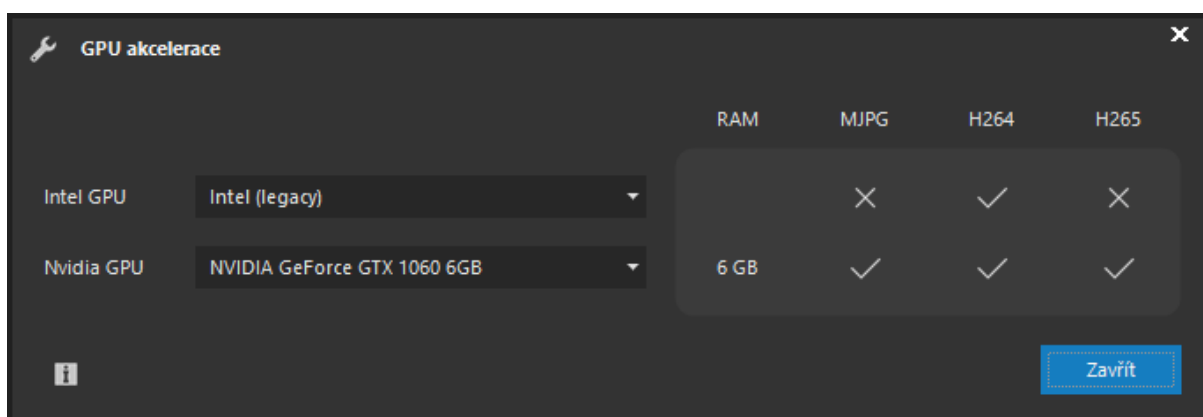 GPU akcelerace
RAM MJPG H264 H265
Intel GPU Intel (legacy)
Nvidia GPU NVIDIA GeForce GTX 1060 6GB 6 GB
Zavřít